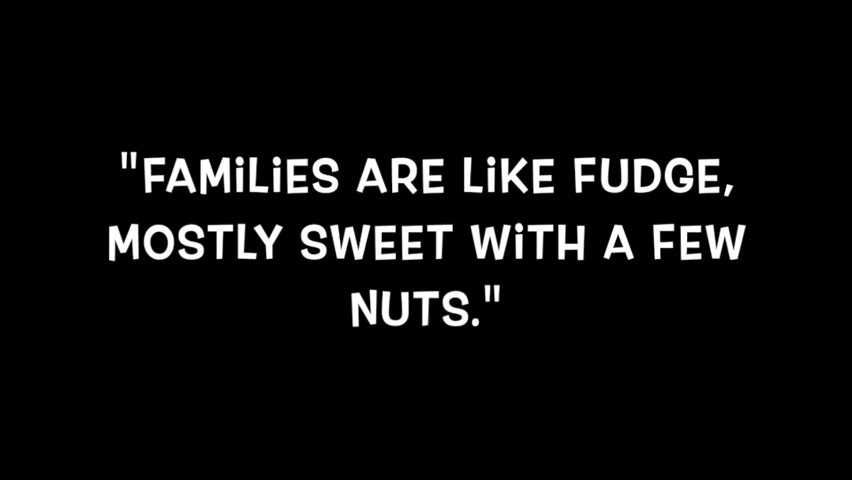 "FAMiLiES ARE LiKE FUDGE,
MOSTLY SWEET WiTH A FEW
NUTS."